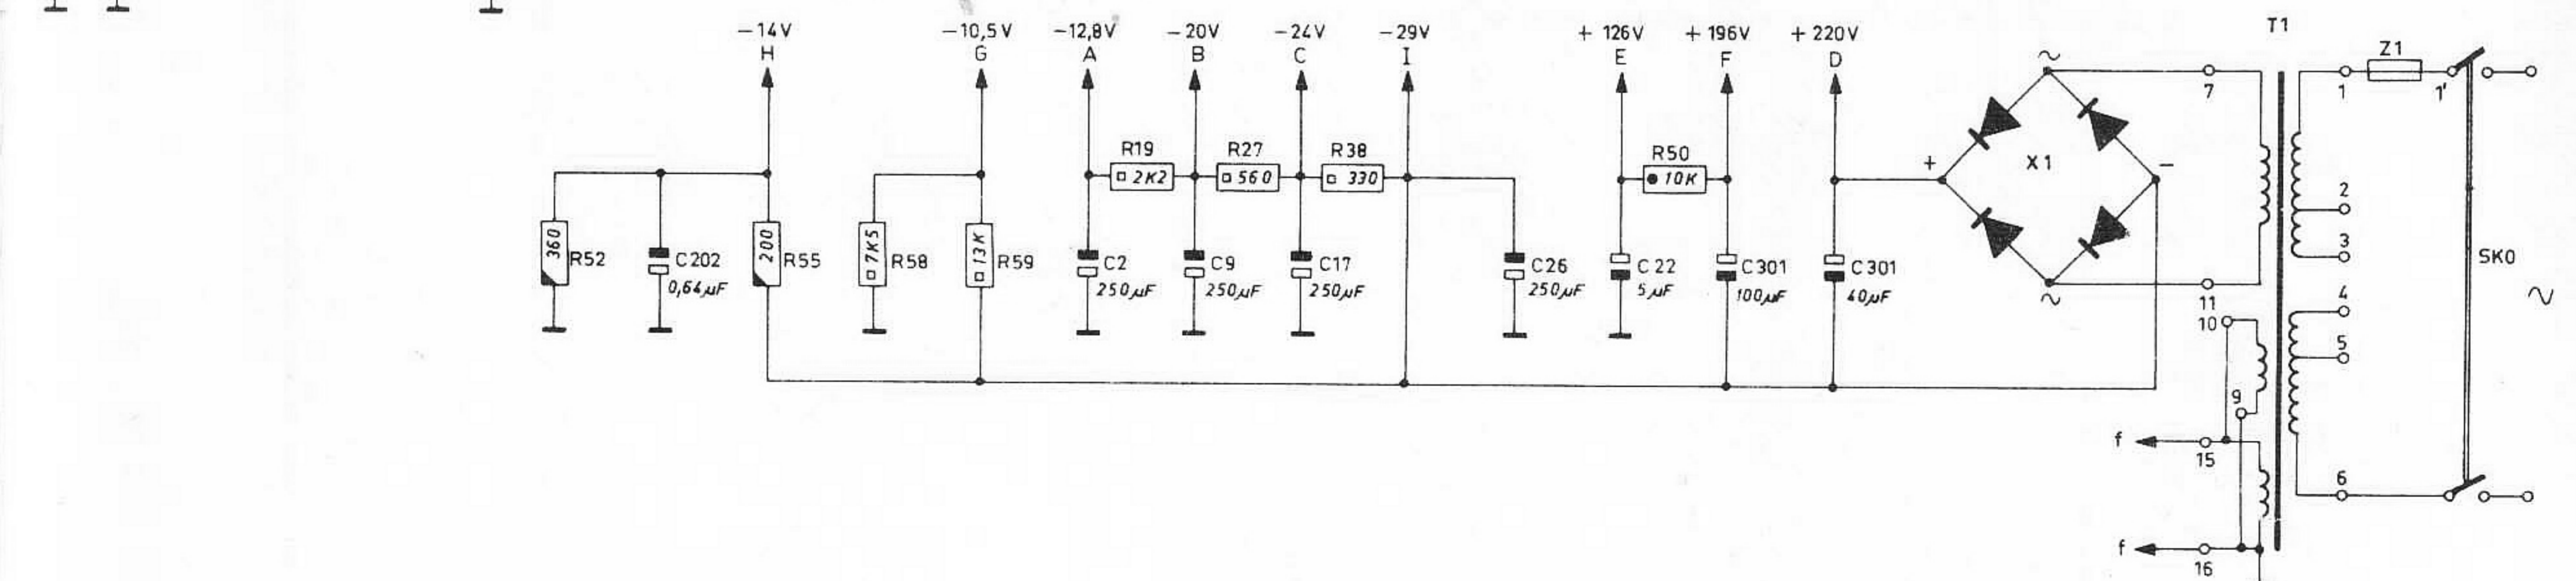 −14V −10,5V −12,8V −20V −24V −29V + 126V + 196V + 220V T1
H G A B C I E F D
∼ 7 1 Z1 1'
R19 R27 R38 R50
2K2 560 330 10K
+ X1 −
360 R52 C202 0,64µF 200 R55 7K5 R58 13K R59
C2 250µF C9 250µF C17 250µF C26 250µF C22 5µF C301 100µF C301 40µF
2
3
SK0
∼ 11 4 ∼
10 5
9
f 15 6
f 16